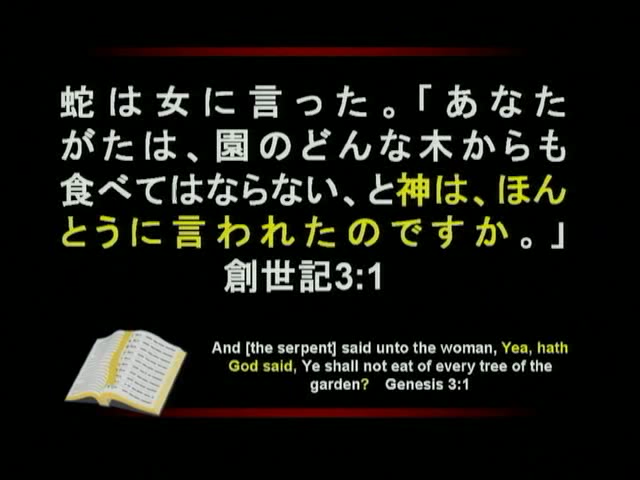 蛇は女に言った。「あなた
がたは、園のどんな木からも
食べてはならない、と神は、ほん
とうに言われたのですか。」
創世記3:1
And [the serpent] said unto the woman, Yea, hath
God said, Ye shall not eat of every tree of the
garden? Genesis 3:1